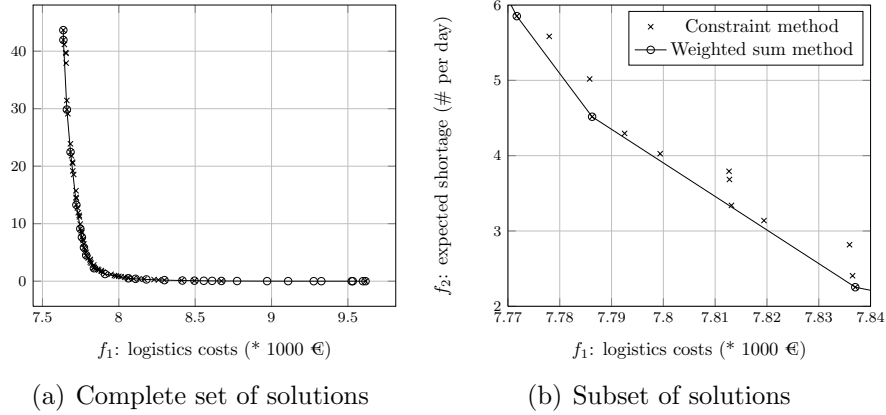 40
30
20
10
0
7.5 8 8.5 9 9.5
f1: logistics costs (* 1000 €)
(a) Complete set of solutions
f2: expected shortage (# per day)
6
5
4
3
2
Constraint method
Weighted sum method
7.77 7.78 7.79 7.8 7.81 7.82 7.83 7.84
f1: logistics costs (* 1000 €)
(b) Subset of solutions